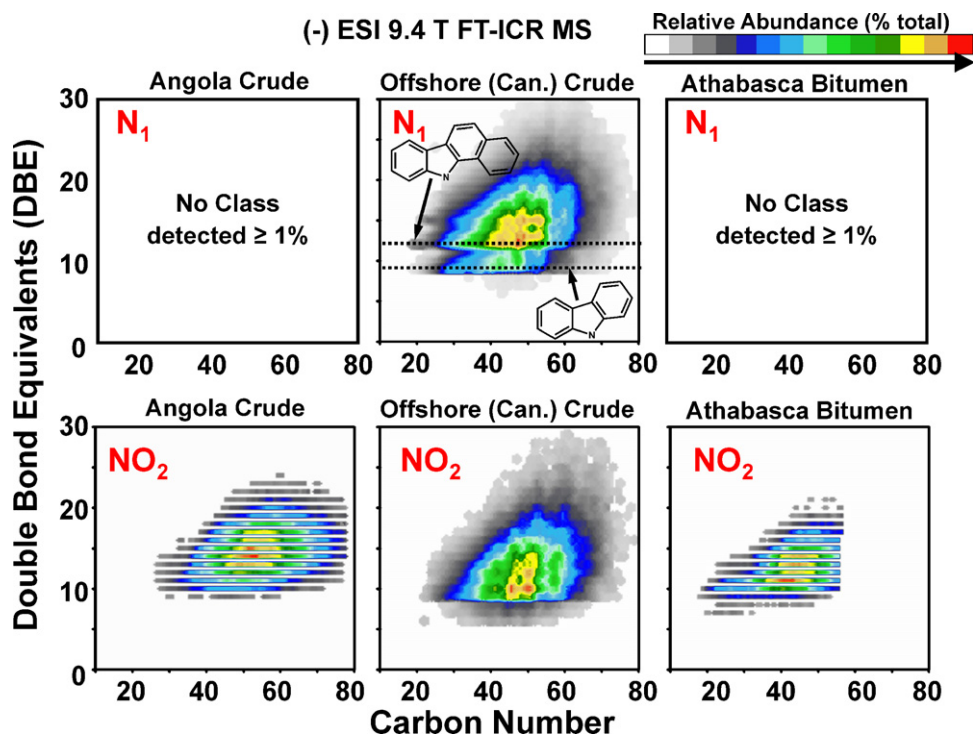 (-) ESI 9.4 T FT-ICR MS
Relative Abundance (% total)
Angola Crude
Offshore (Can.) Crude
Athabasca Bitumen
Double Bond Equivalents (DBE)
30
20
10
0
N1
No Class
detected ≥ 1%
20 40 60 80
N1
N
N
20 40 60 80
N1
No Class
detected ≥ 1%
20 40 60 80
Angola Crude
Offshore (Can.) Crude
Athabasca Bitumen
30
20
10
0
NO2
20 40 60 80
NO2
20 40 60 80
NO2
20 40 60 80
Carbon Number